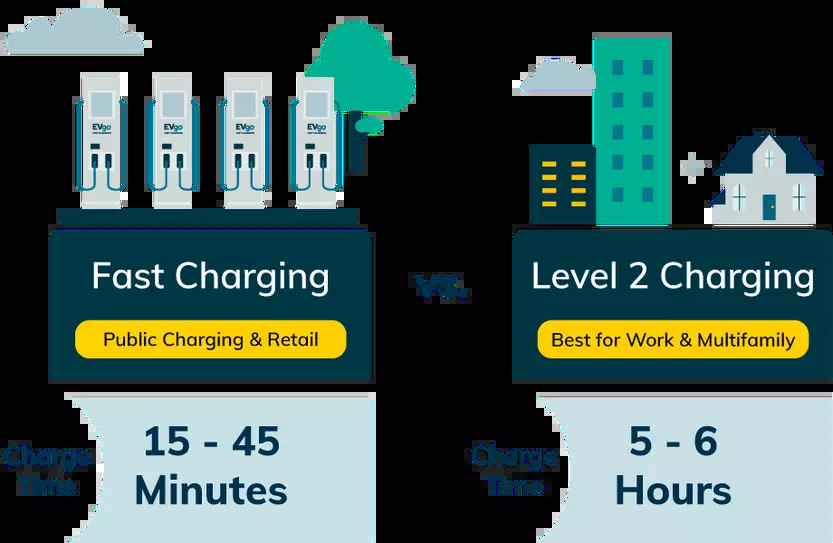 EVgo EVgo EVgo EVgo
Fast Charging
Public Charging & Retail
vs.
Level 2 Charging
Best for Work & Multifamily
Charge
Time
15 - 45
Minutes
Charge
Time
5 - 6
Hours